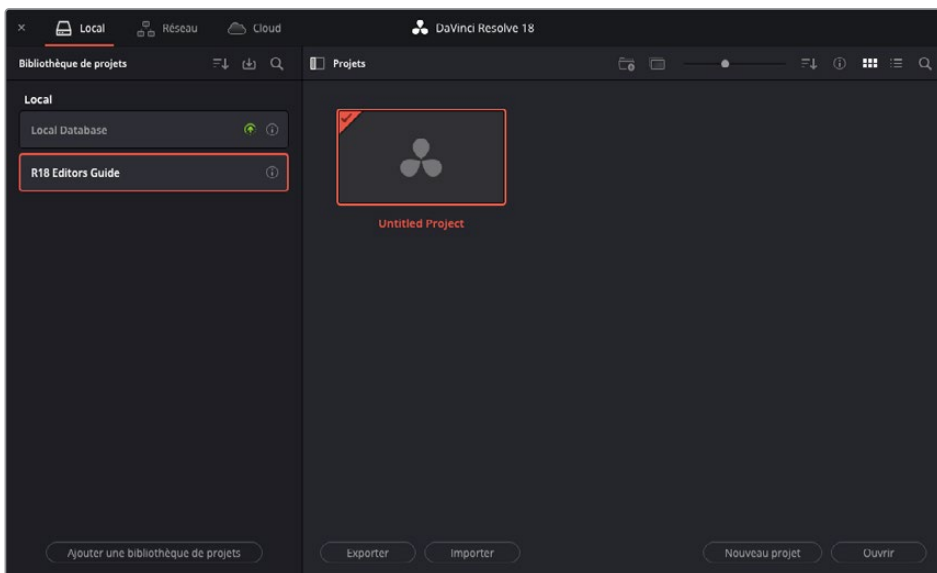 Local Réseau Cloud DaVinci Resolve 18
Bibliothèque de projets Projets
Local
Local Database
R18 Editors Guide
Untitled Project
Ajouter une bibliothèque de projets Exporter Importer Nouveau projet Ouvrir